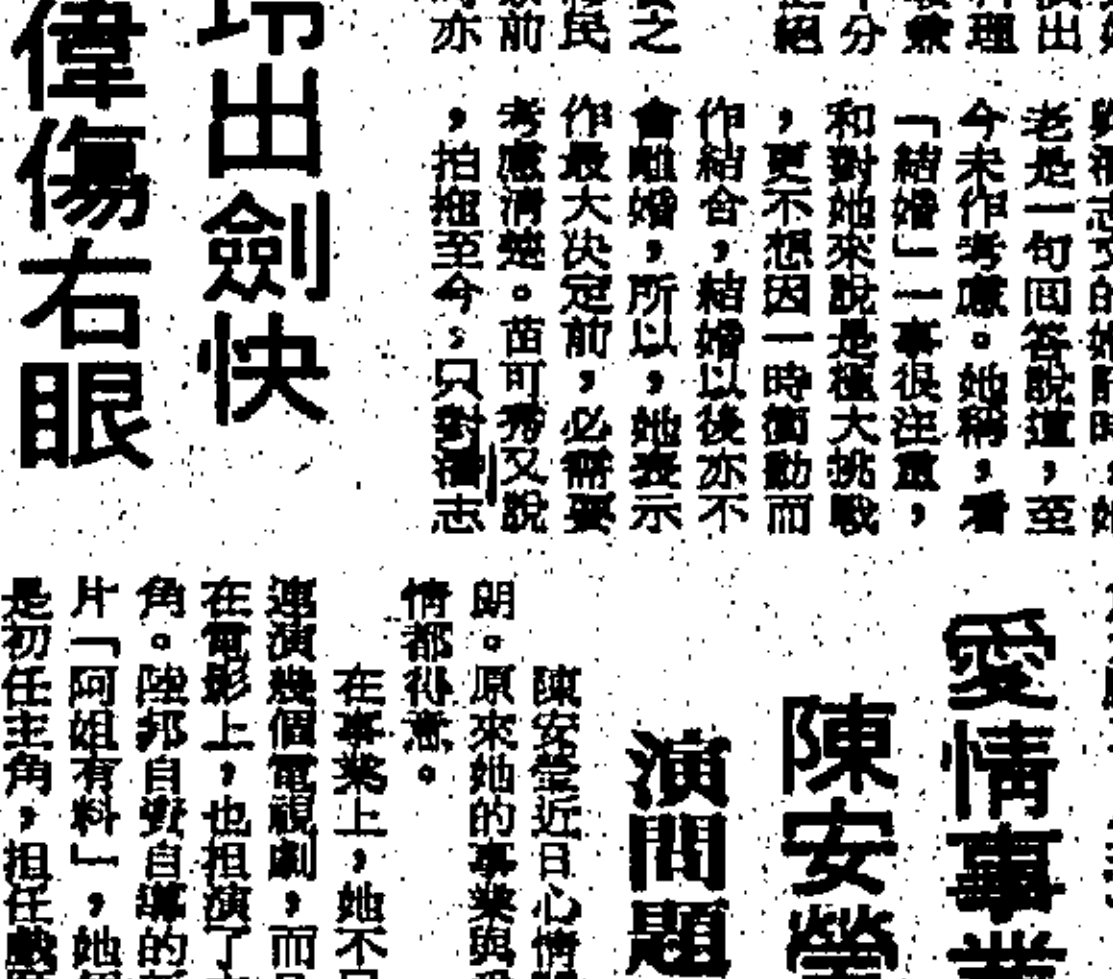 老是一句回答說道，至
今未作考慮。她稱，看
「結婚」一事很注重，
和對她來說是極大挑戰
，更不想因一時衝動而
作結合，結婚以後亦不
會離婚，所以，她表示
作最大決定前，必需要
考慮清楚。苗可秀又說
，拍拖至今，只對潘志
出劍快
偉傷右眼
愛情事業
陳安瑩
演問題
陳安瑩近日心情
朗。原來她的事業與
情都得意。
在事業上，她不
連演幾個電視劇，而
在電影上，也担演了
角。陸邦自資自導的
片「阿姐有料」，她
是初任主角，担任戲